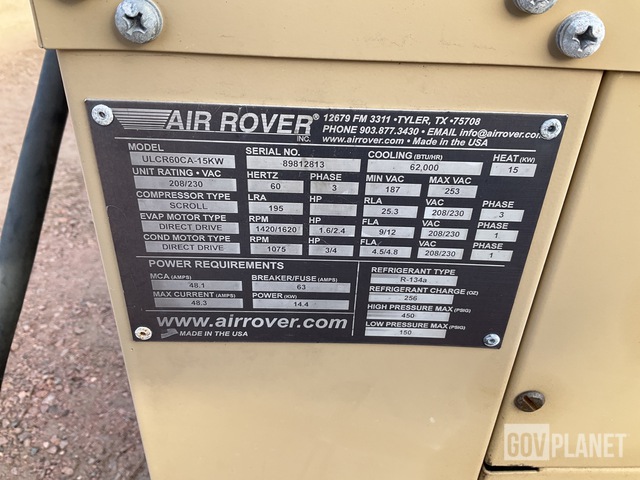 AIR ROVER® INC.
12679 FM 3311 • TYLER, TX • 75708
PHONE 903.877.3430 • EMAIL info@airrover.com
www.airrover.com • Made in the USA
MODEL SERIAL NO. COOLING (BTU/HR) HEAT (KW)
ULCR60CA-15KW 89812813 62,000 15
UNIT RATING • VAC HERTZ PHASE MIN VAC MAX VAC
208/230 60 3 187 253
COMPRESSOR TYPE LRA HP RLA VAC PHASE
SCROLL 195 25.3 208/230 3
EVAP MOTOR TYPE RPM HP FLA VAC PHASE
DIRECT DRIVE 1420/1620 1.6/2.4 9/12 208/230 1
COND MOTOR TYPE RPM HP FLA VAC PHASE
DIRECT DRIVE 1075 3/4 4.5/4.8 208/230 1
POWER REQUIREMENTS
MCA (AMPS) BREAKER/FUSE (AMPS)
48.1 63
MAX CURRENT (AMPS) POWER (KW)
48.3 14.4
REFRIGERANT TYPE
R-134a
REFRIGERANT CHARGE (OZ)
256
HIGH PRESSURE MAX (PSIG)
450
LOW PRESSURE MAX (PSIG)
150
www.airrover.com
MADE IN THE USA
GOVPLANET